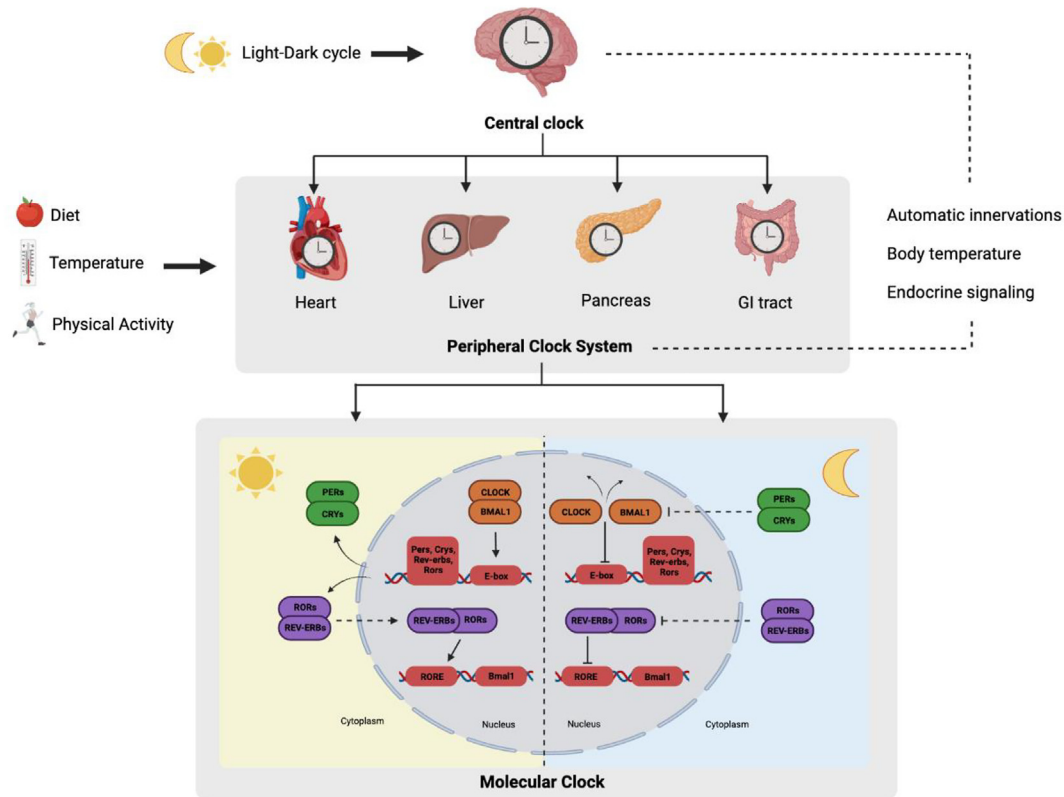 Light-Dark cycle
Central clock
Diet
Temperature
Physical Activity
Heart
Liver
Pancreas
GI tract
Peripheral Clock System
Automatic innervations
Body temperature
Endocrine signaling
PERs
CRYs
CLOCK
BMAL1
Pers, Crys,
Rev-erbs,
Rors
E-box
RORs
REV-ERBs
REV-ERBs
RORs
RORE
Bmal1
Cytoplasm
Nucleus
CLOCK
BMAL1
PERs
CRYs
E-box
Pers, Crys,
Rev-erbs,
Rors
REV-ERBs
RORs
RORs
REV-ERBs
RORE
Bmal1
Nucleus
Cytoplasm
Molecular Clock